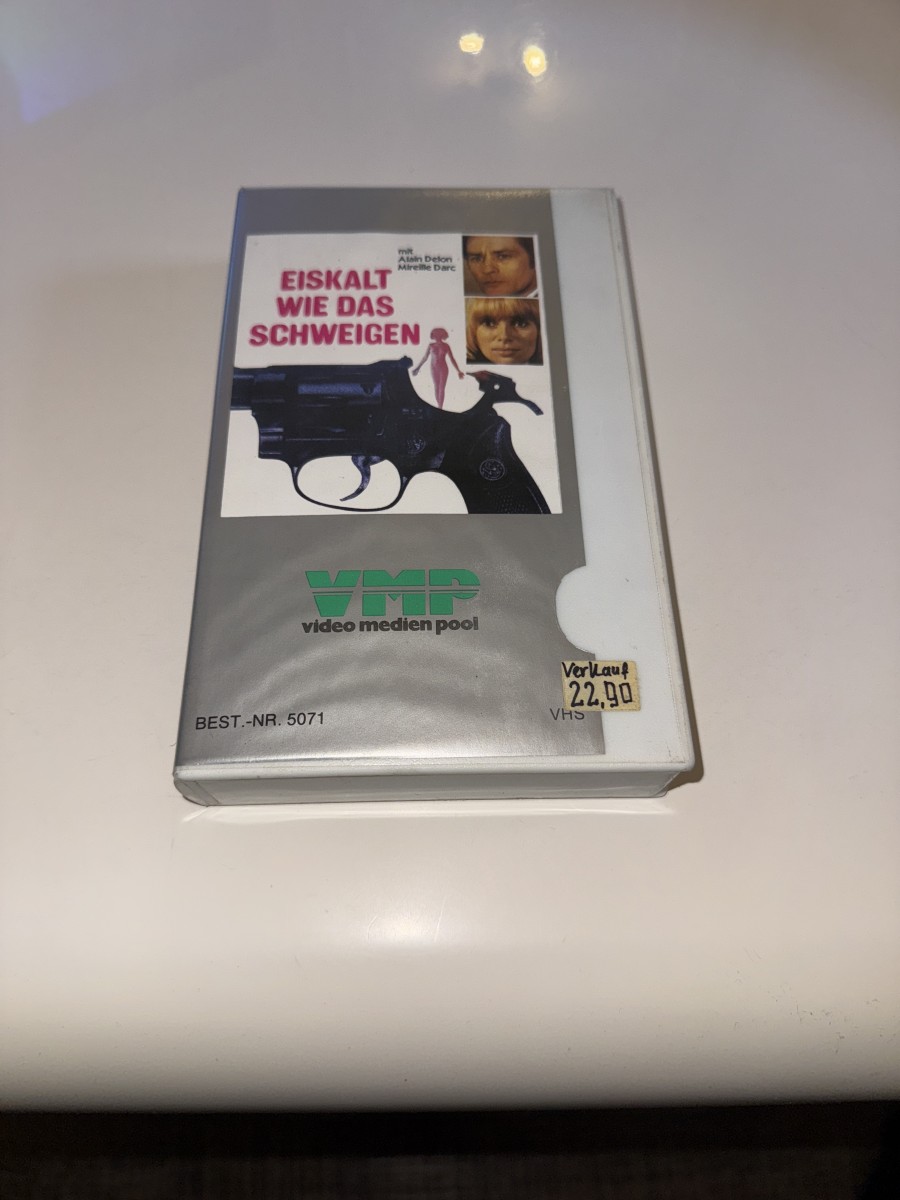 mit
Alain Delon
Mireille Darc
EISKALT
WIE DAS
SCHWEIGEN
VMP
video medien pool
Verkauf
22,90
BEST.-NR. 5071
VHS